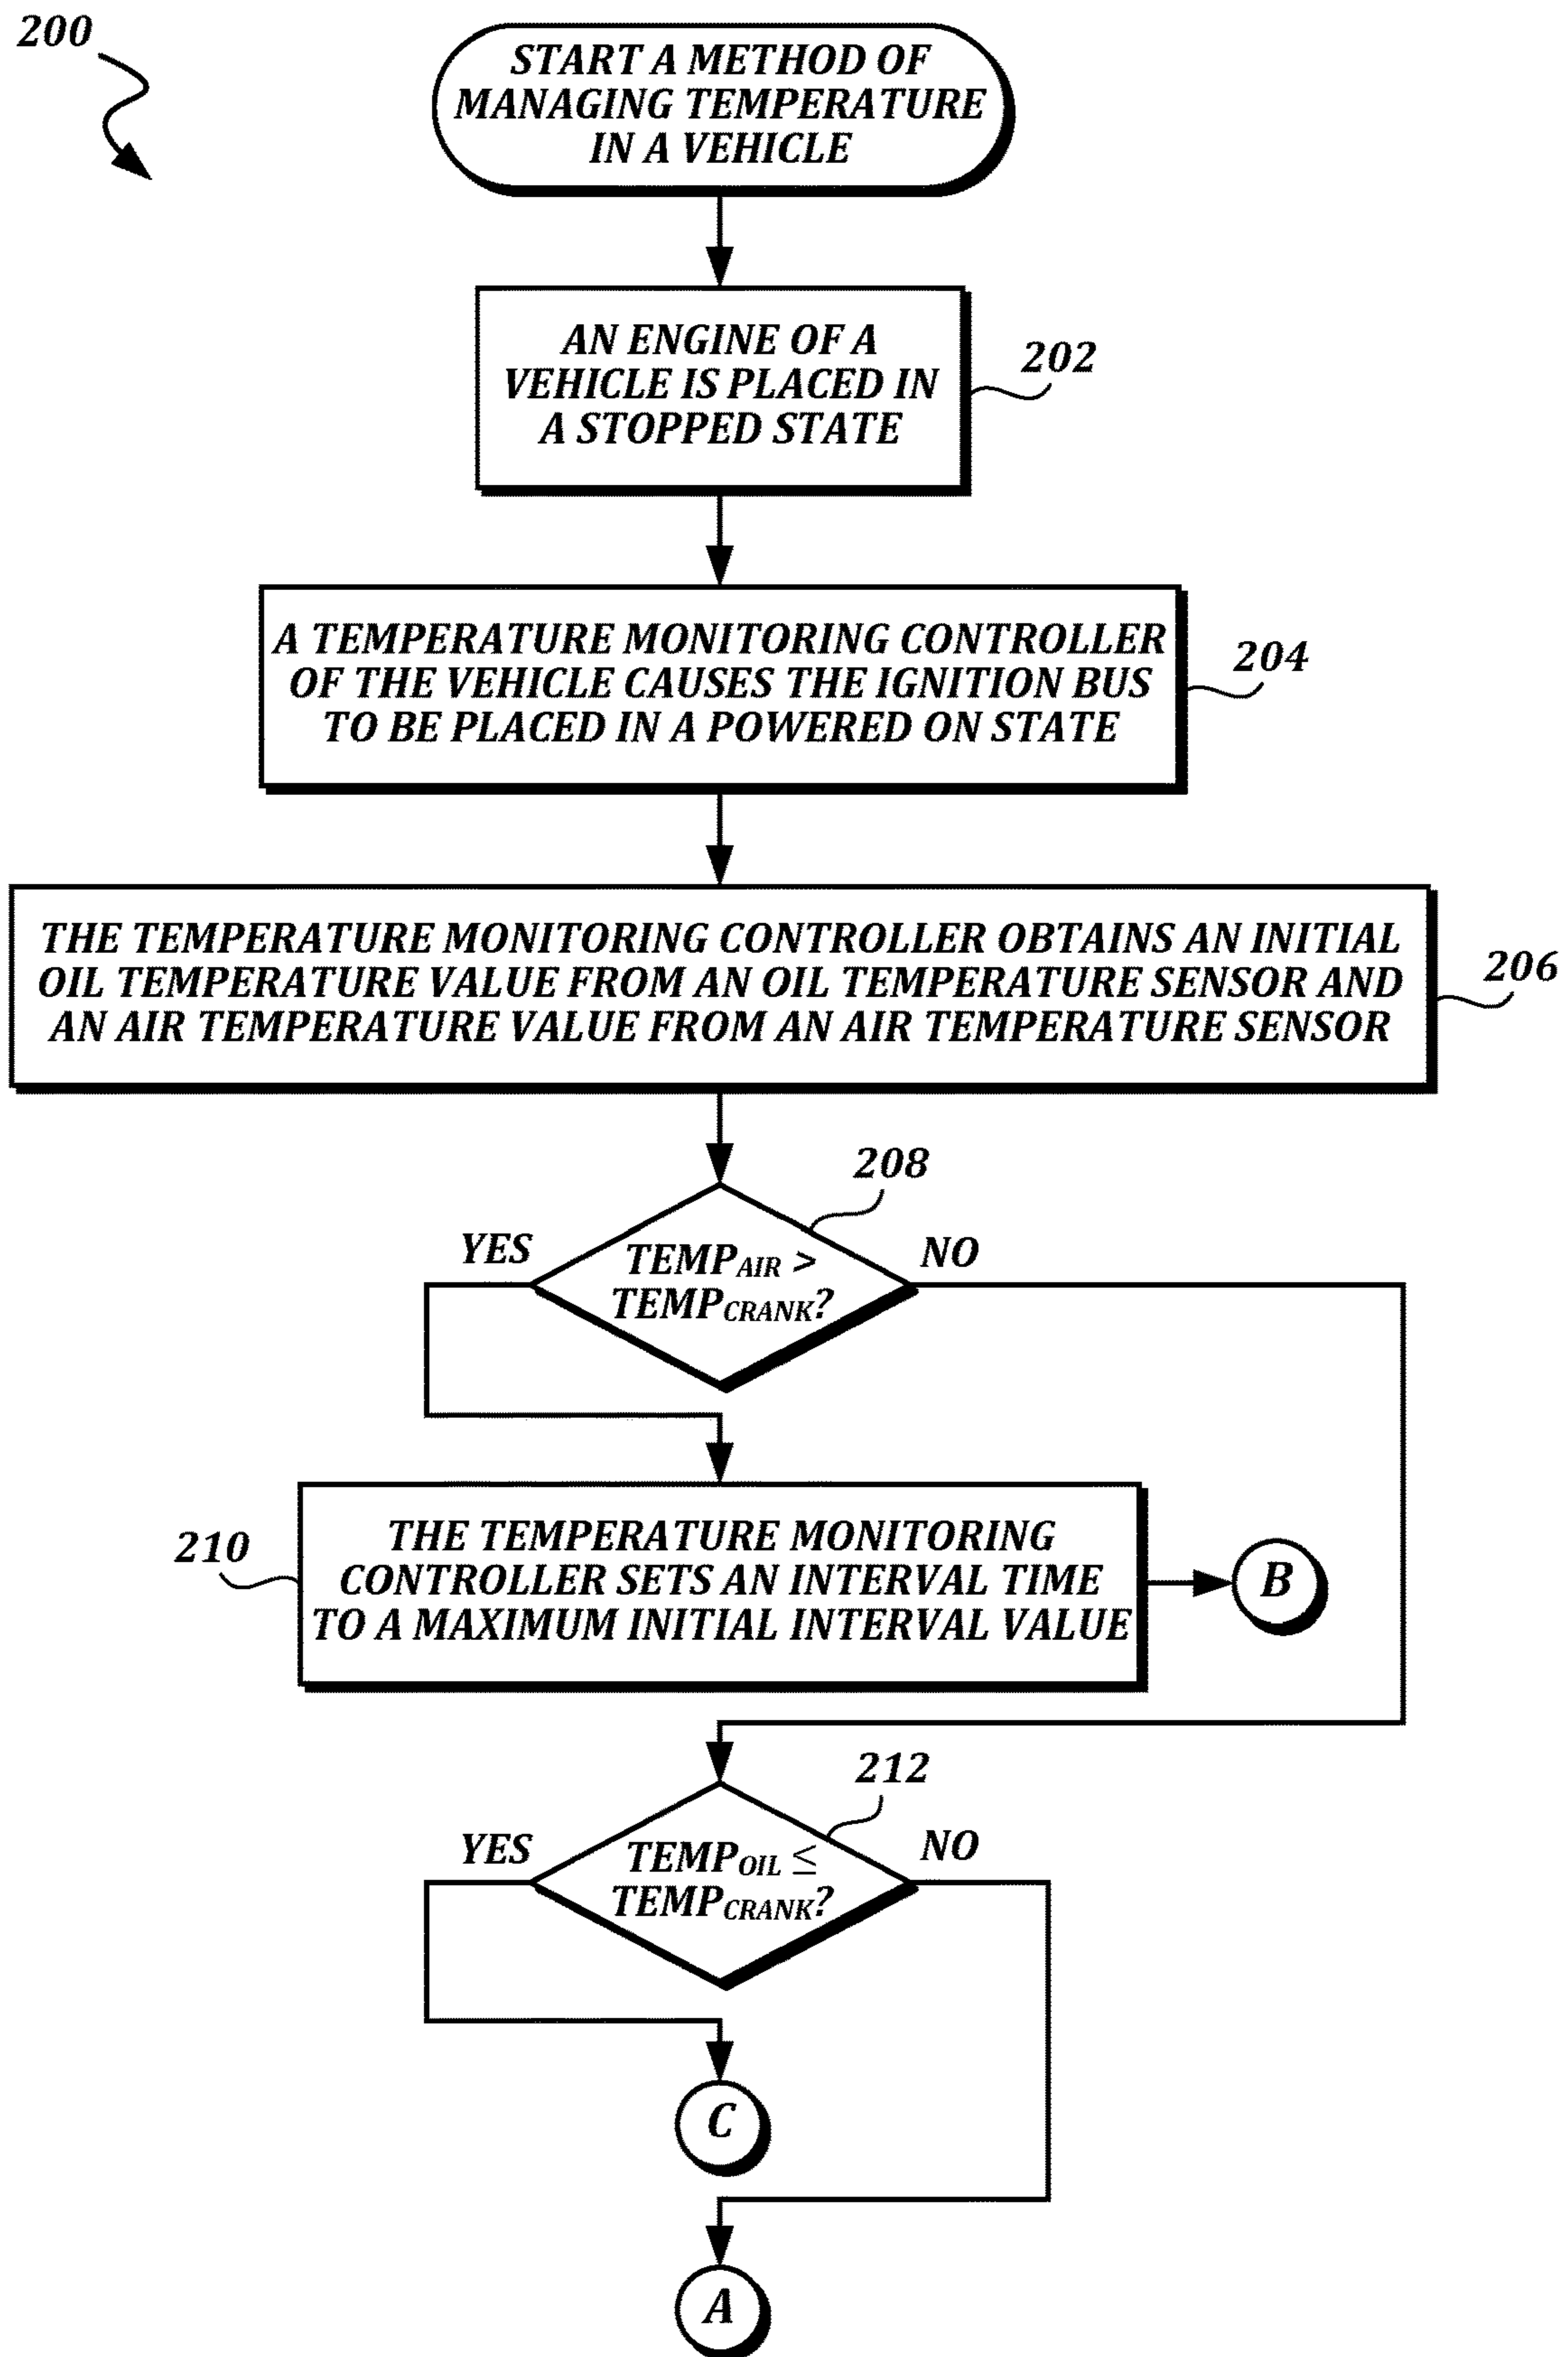 200
START A METHOD OF
MANAGING TEMPERATURE
IN A VEHICLE
AN ENGINE OF A
VEHICLE IS PLACED IN
A STOPPED STATE
202
A TEMPERATURE MONITORING CONTROLLER
OF THE VEHICLE CAUSES THE IGNITION BUS
TO BE PLACED IN A POWERED ON STATE
204
THE TEMPERATURE MONITORING CONTROLLER OBTAINS AN INITIAL
OIL TEMPERATURE VALUE FROM AN OIL TEMPERATURE SENSOR AND
AN AIR TEMPERATURE VALUE FROM AN AIR TEMPERATURE SENSOR
206
208
YES
TEMPAIR >
TEMPCRANK?
NO
210
THE TEMPERATURE MONITORING
CONTROLLER SETS AN INTERVAL TIME
TO A MAXIMUM INITIAL INTERVAL VALUE
B
212
YES
TEMPOIL ≤
TEMPCRANK?
NO
C
A